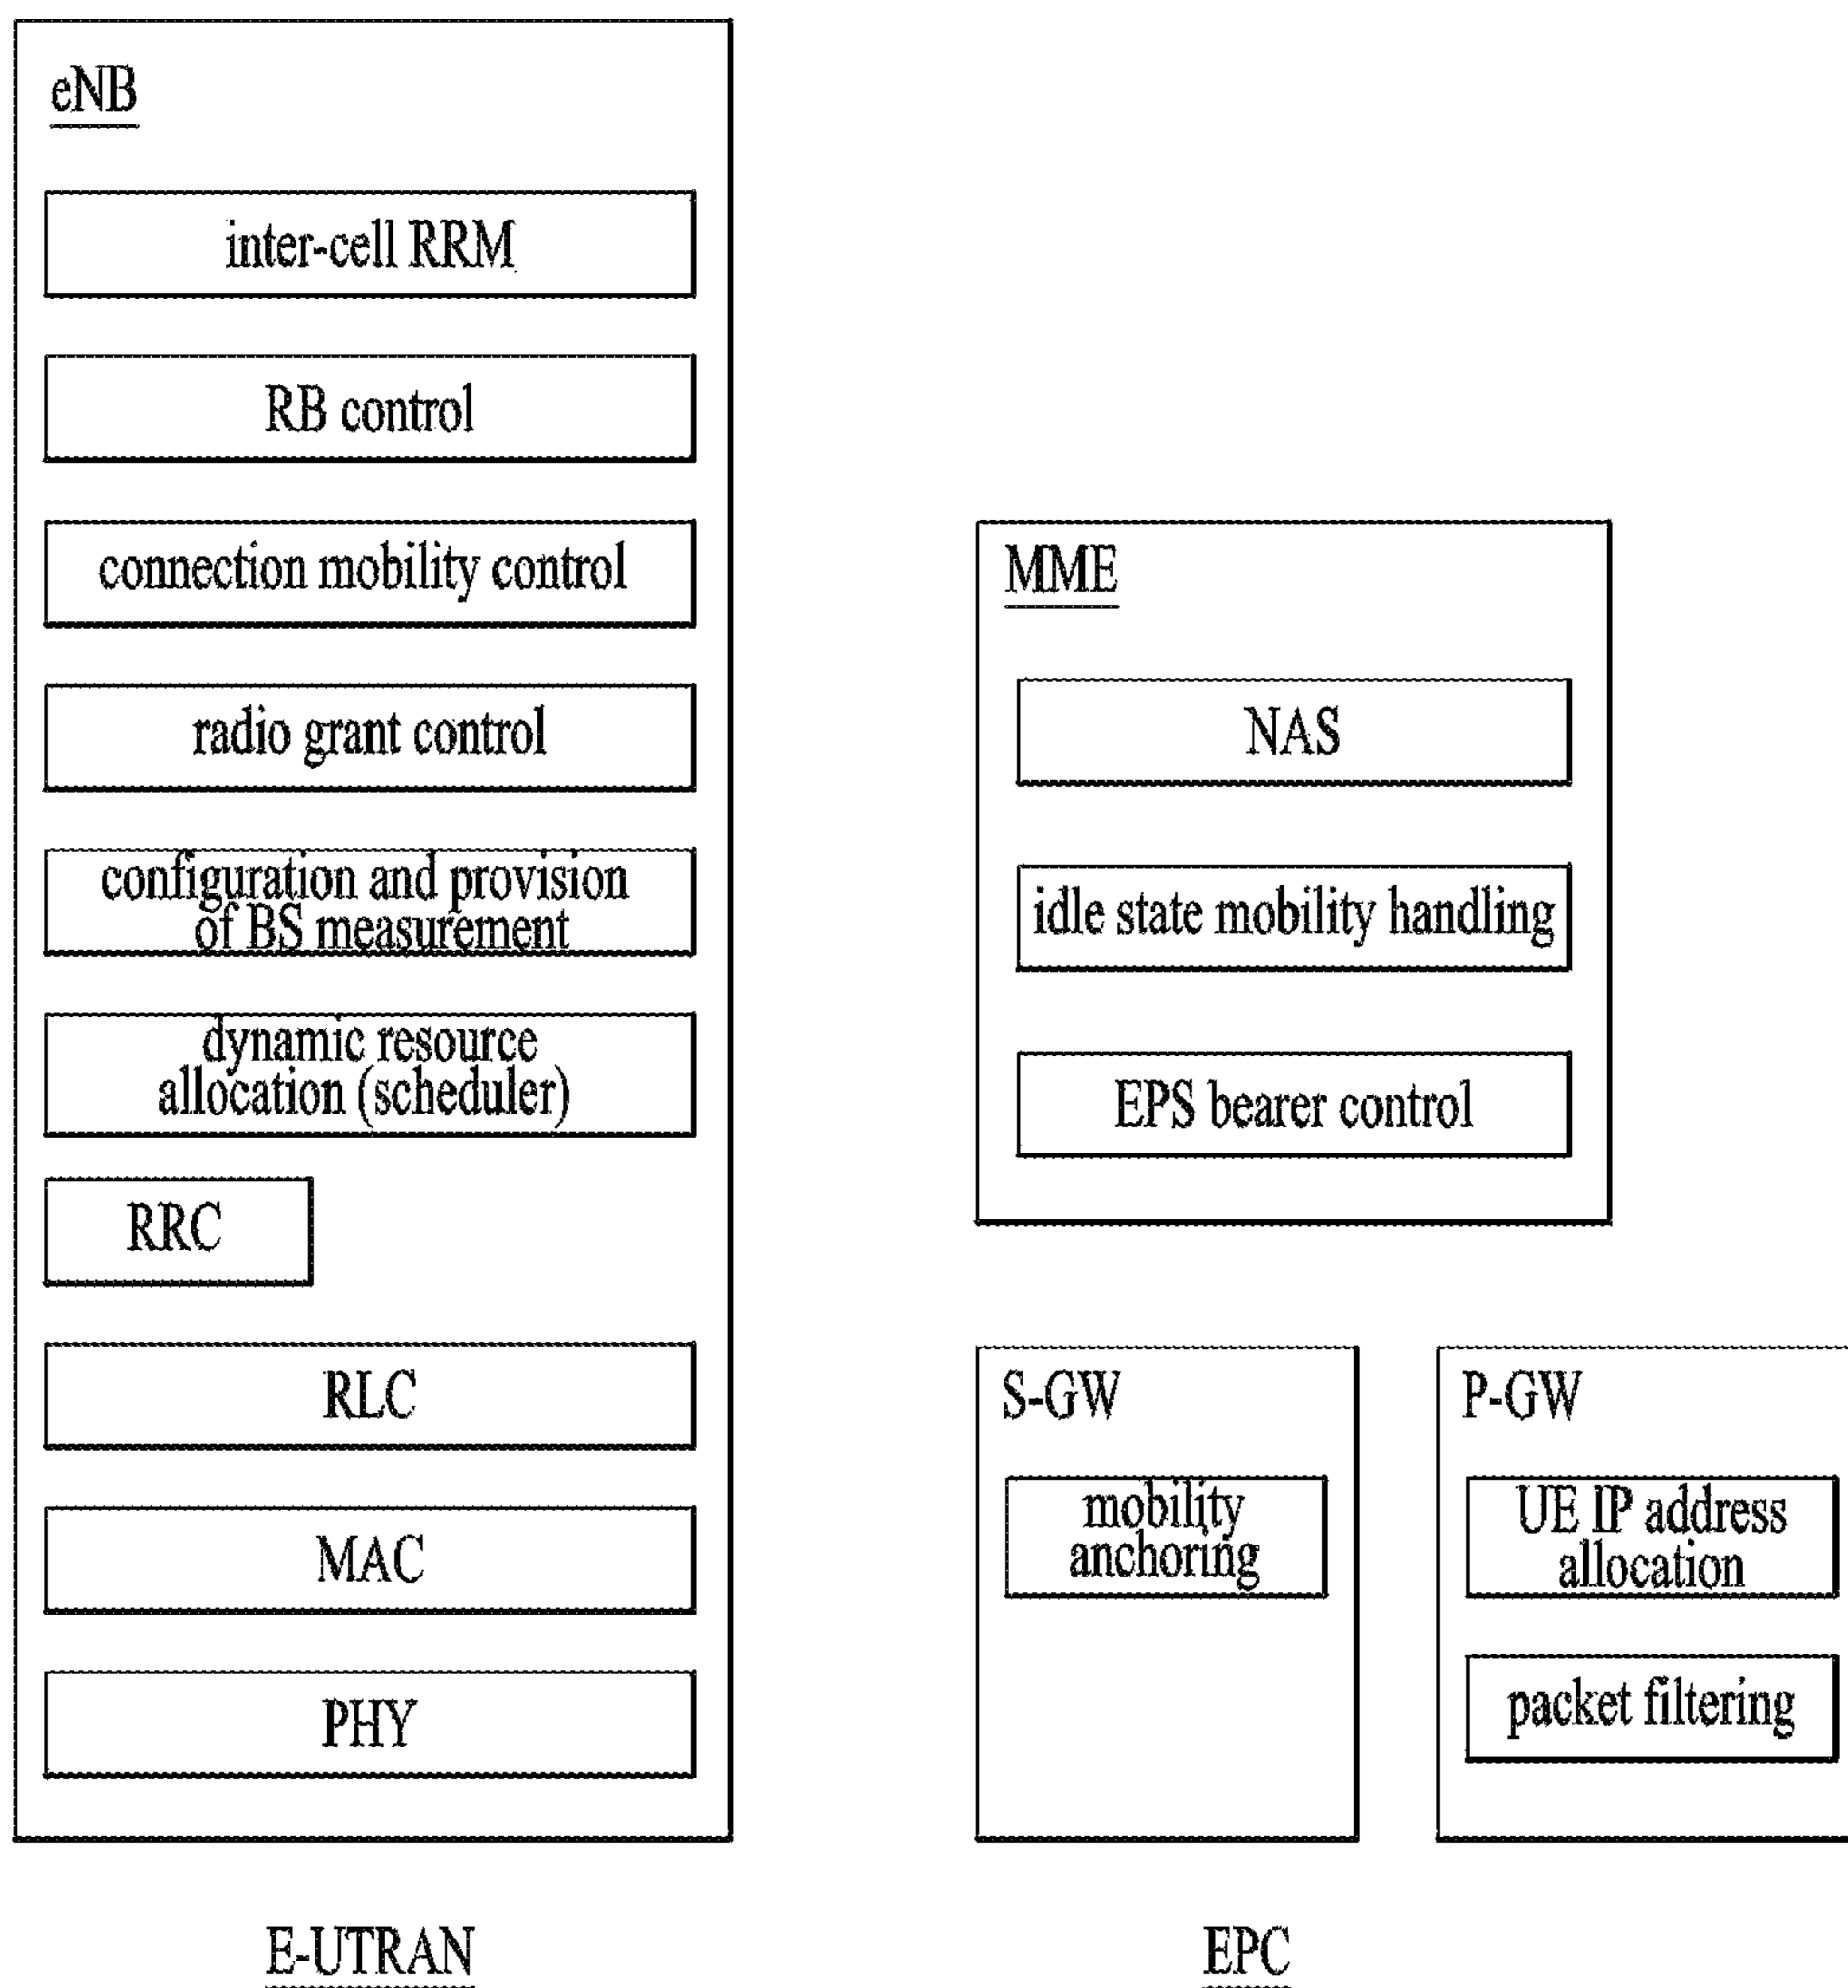 eNB
inter-cell RRM
RB control
connection mobility control
radio grant control
configuration and provision
of BS measurement
dynamic resource
allocation (scheduler)
RRC
RLC
MAC
PHY
E-UTRAN
MME
NAS
idle state mobility handling
EPS bearer control
S-GW
mobility
anchoring
P-GW
UE IP address
allocation
packet filtering
EPC